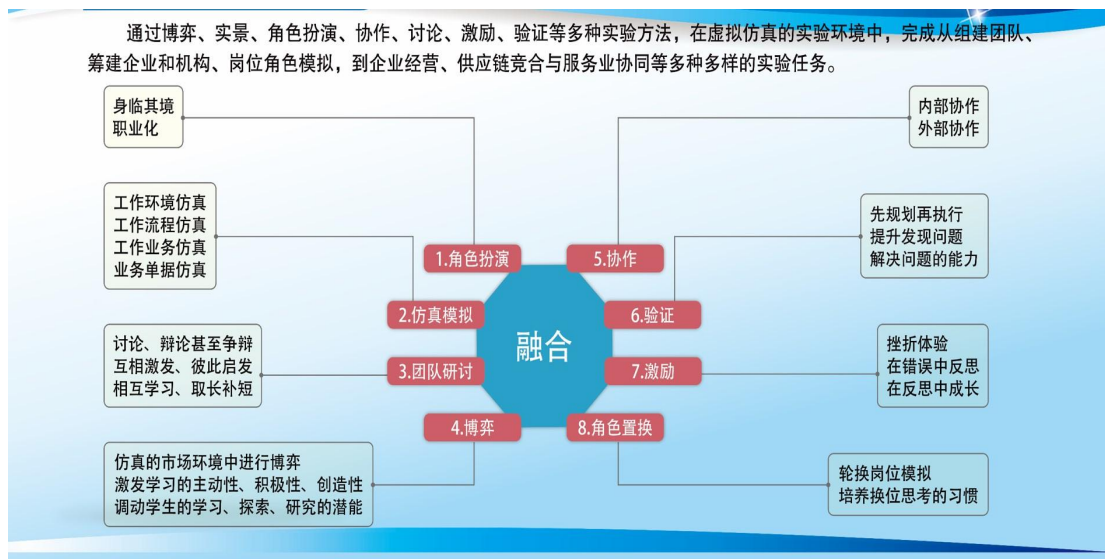 通过博弈、实景、角色扮演、协作、讨论、激励、验证等多种实验方法，在虚拟仿真的实验环境中，完成从组建团队、
筹建企业和机构、岗位角色模拟，到企业经营、供应链竞合与服务业协同等多种多样的实验任务。
身临其境
职业化
工作环境仿真
工作流程仿真
工作业务仿真
业务单据仿真
讨论、辩论甚至争辩
互相激发、彼此启发
相互学习、取长补短
仿真的市场环境中进行博弈
激发学习的主动性、积极性、创造性
调动学生的学习、探索、研究的潜能
1.角色扮演
2.仿真模拟
3.团队研讨
4.博弈
融合
5.协作
6.验证
7.激励
8.角色置换
内部协作
外部协作
先规划再执行
提升发现问题
解决问题的能力
挫折体验
在错误中反思
在反思中成长
轮换岗位模拟
培养换位思考的习惯